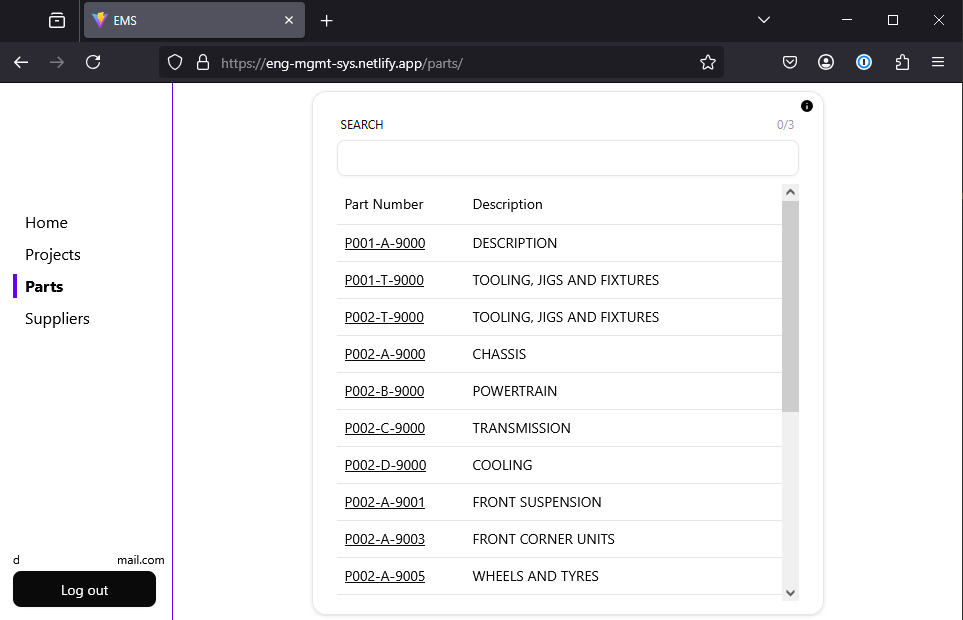 EMS
https://eng-mgmt-sys.netlify.app/parts/
SEARCH
0/3
Home
Projects
Parts
Suppliers
Part Number Description
P001-A-9000 DESCRIPTION
P001-T-9000 TOOLING, JIGS AND FIXTURES
P002-T-9000 TOOLING, JIGS AND FIXTURES
P002-A-9000 CHASSIS
P002-B-9000 POWERTRAIN
P002-C-9000 TRANSMISSION
P002-D-9000 COOLING
P002-A-9001 FRONT SUSPENSION
P002-A-9003 FRONT CORNER UNITS
P002-A-9005 WHEELS AND TYRES
d mail.com
Log out